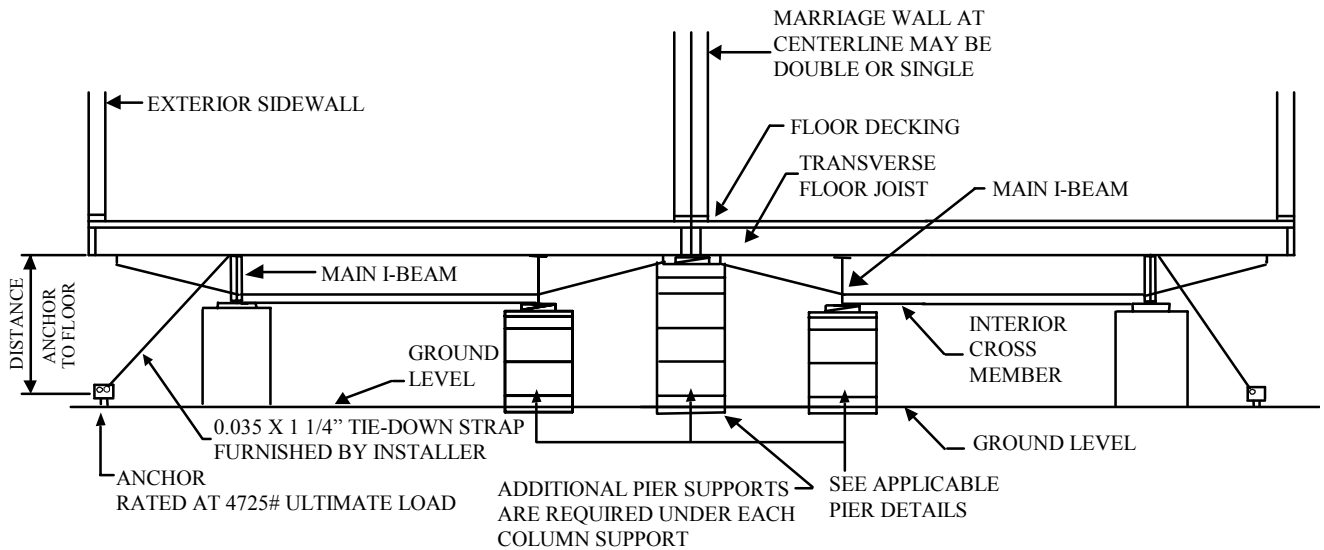 MARRIAGE WALL AT
CENTERLINE MAY BE
DOUBLE OR SINGLE
EXTERIOR SIDEWALL
FLOOR DECKING
TRANSVERSE
FLOOR JOIST
MAIN I-BEAM
MAIN I-BEAM
DISTANCE
ANCHOR
TO FLOOR
GROUND
LEVEL
INTERIOR
CROSS
MEMBER
0.035 X 1 1/4” TIE-DOWN STRAP
FURNISHED BY INSTALLER
GROUND LEVEL
ANCHOR
RATED AT 4725# ULTIMATE LOAD
ADDITIONAL PIER SUPPORTS
ARE REQUIRED UNDER EACH
COLUMN SUPPORT
SEE APPLICABLE
PIER DETAILS